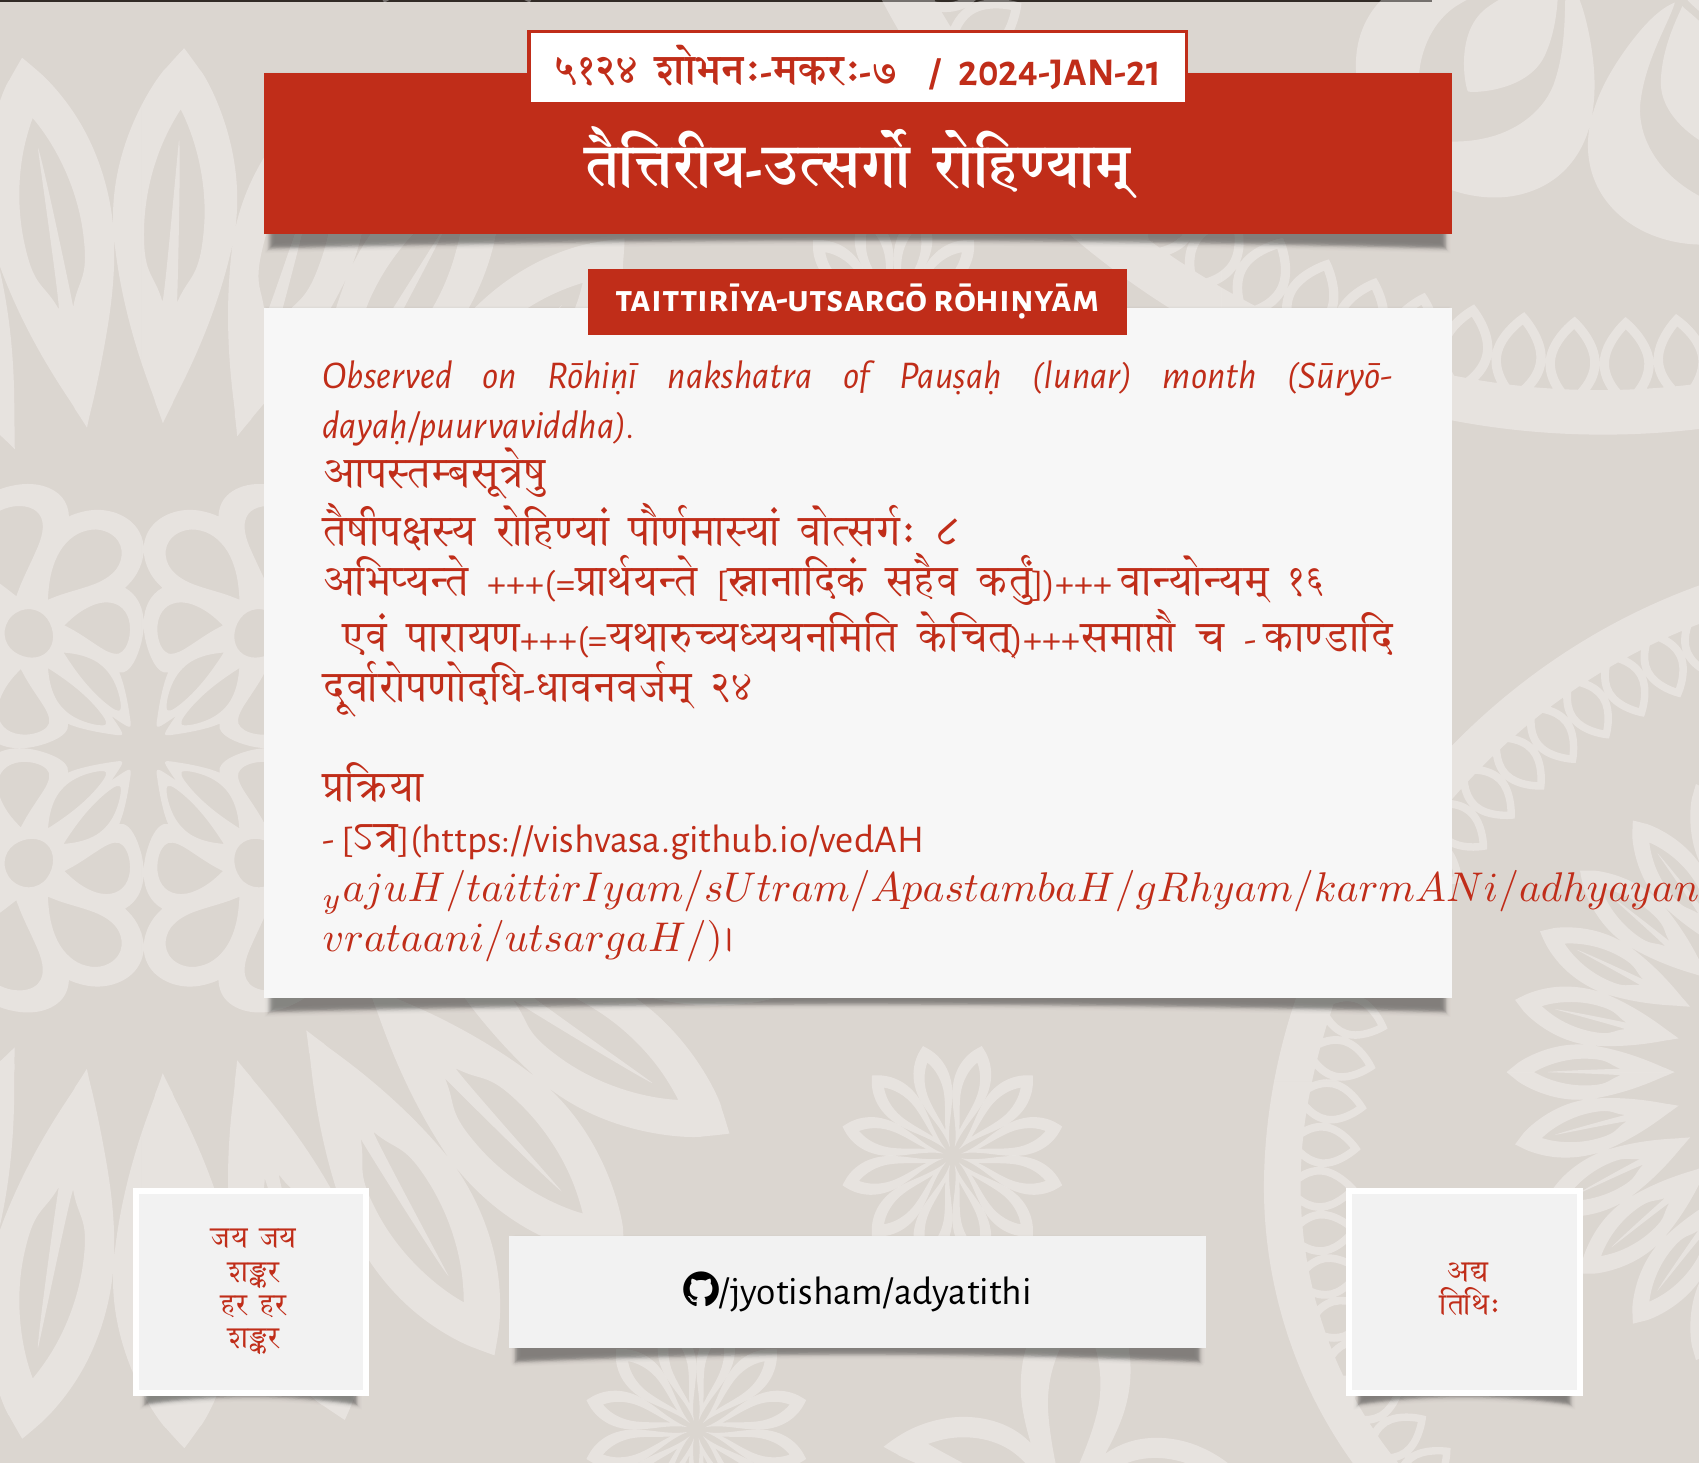 ५१२४ शोभनः-मकरः-७ / 2024-JAN-21
तैत्तिरीय-उत्सर्गो रोहिण्याम्
TAITTIRĪYA-UTSARGŌ RŌHIṆYĀM
Observed on Rōhiṇī nakshatra of Pauṣaḥ (lunar) month (Sūryō-
dayaḥ/puurvaviddha).
आपस्तम्बसूत्रेषु
तैषीपक्षस्य रोहिण्यां पौर्णमास्यां वोत्सर्गः ८
अभिप्यन्ते +++(=प्रार्थयन्ते [स्नानादिकं सहैव कर्तुं])+++ वान्योन्यम् १६
एवं पारायण+++(=यथारुच्यध्ययनमिति केचित्)+++समाप्तौ च - काण्डादि
दूर्वारोपणोदधि-धावनवर्जम् २४
प्रक्रिया
- [ऽत्र](https://vishvasa.github.io/vedAH
yajuH/taittirIyam/sUtram/ApastambaH/gRhyam/karmANi/adhyayan
vrataani/utsargaH/)।
जय जय
शङ्कर
हर हर
शङ्कर
/jyotisham/adyatithi
अद्य
तिथिः